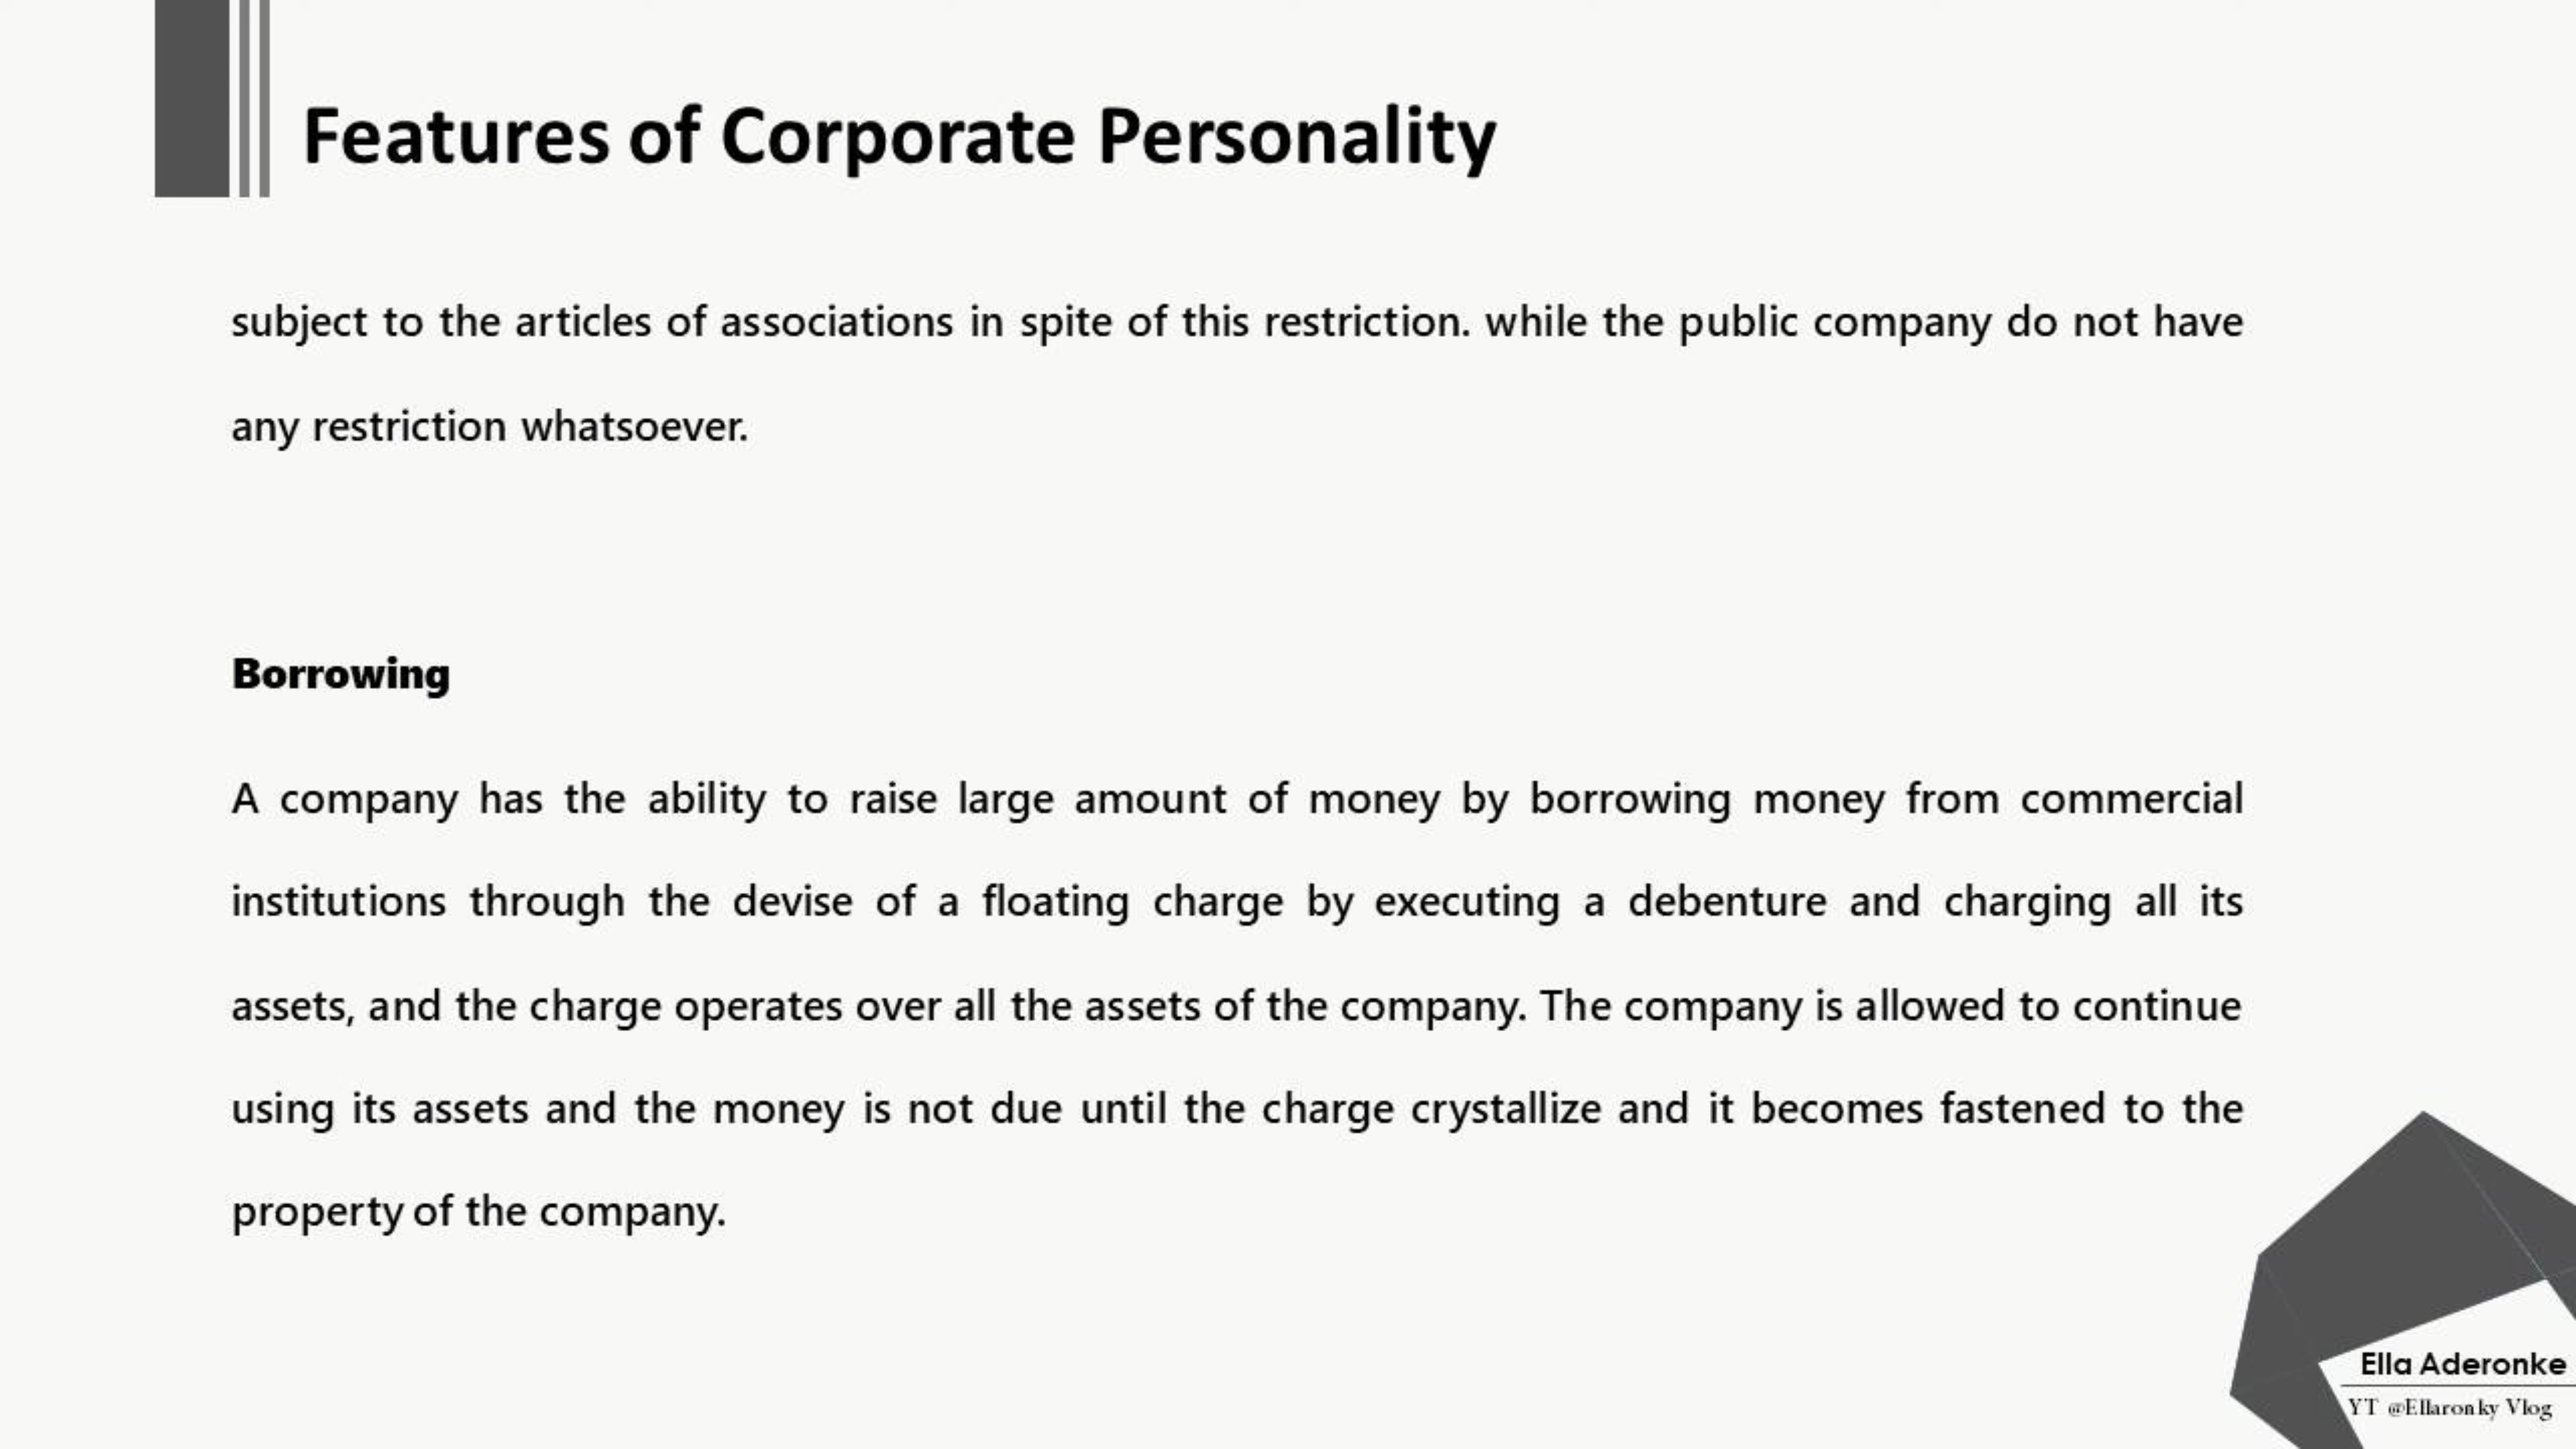 Features of Corporate Personality
subject to the articles of associations in spite of this restriction. while the public company do not have
any restriction whatsoever.
Borrowing
A company has the ability to raise large amount of money by borrowing money from commercial
institutions through the devise of a floating charge by executing a debenture and charging all its
assets, and the charge operates over all the assets of the company. The company is allowed to continue
using its assets and the money is not due until the charge crystallize and it becomes fastened to the
property of the company.
Ella Aderonke
YT @Ellaronky Vlog